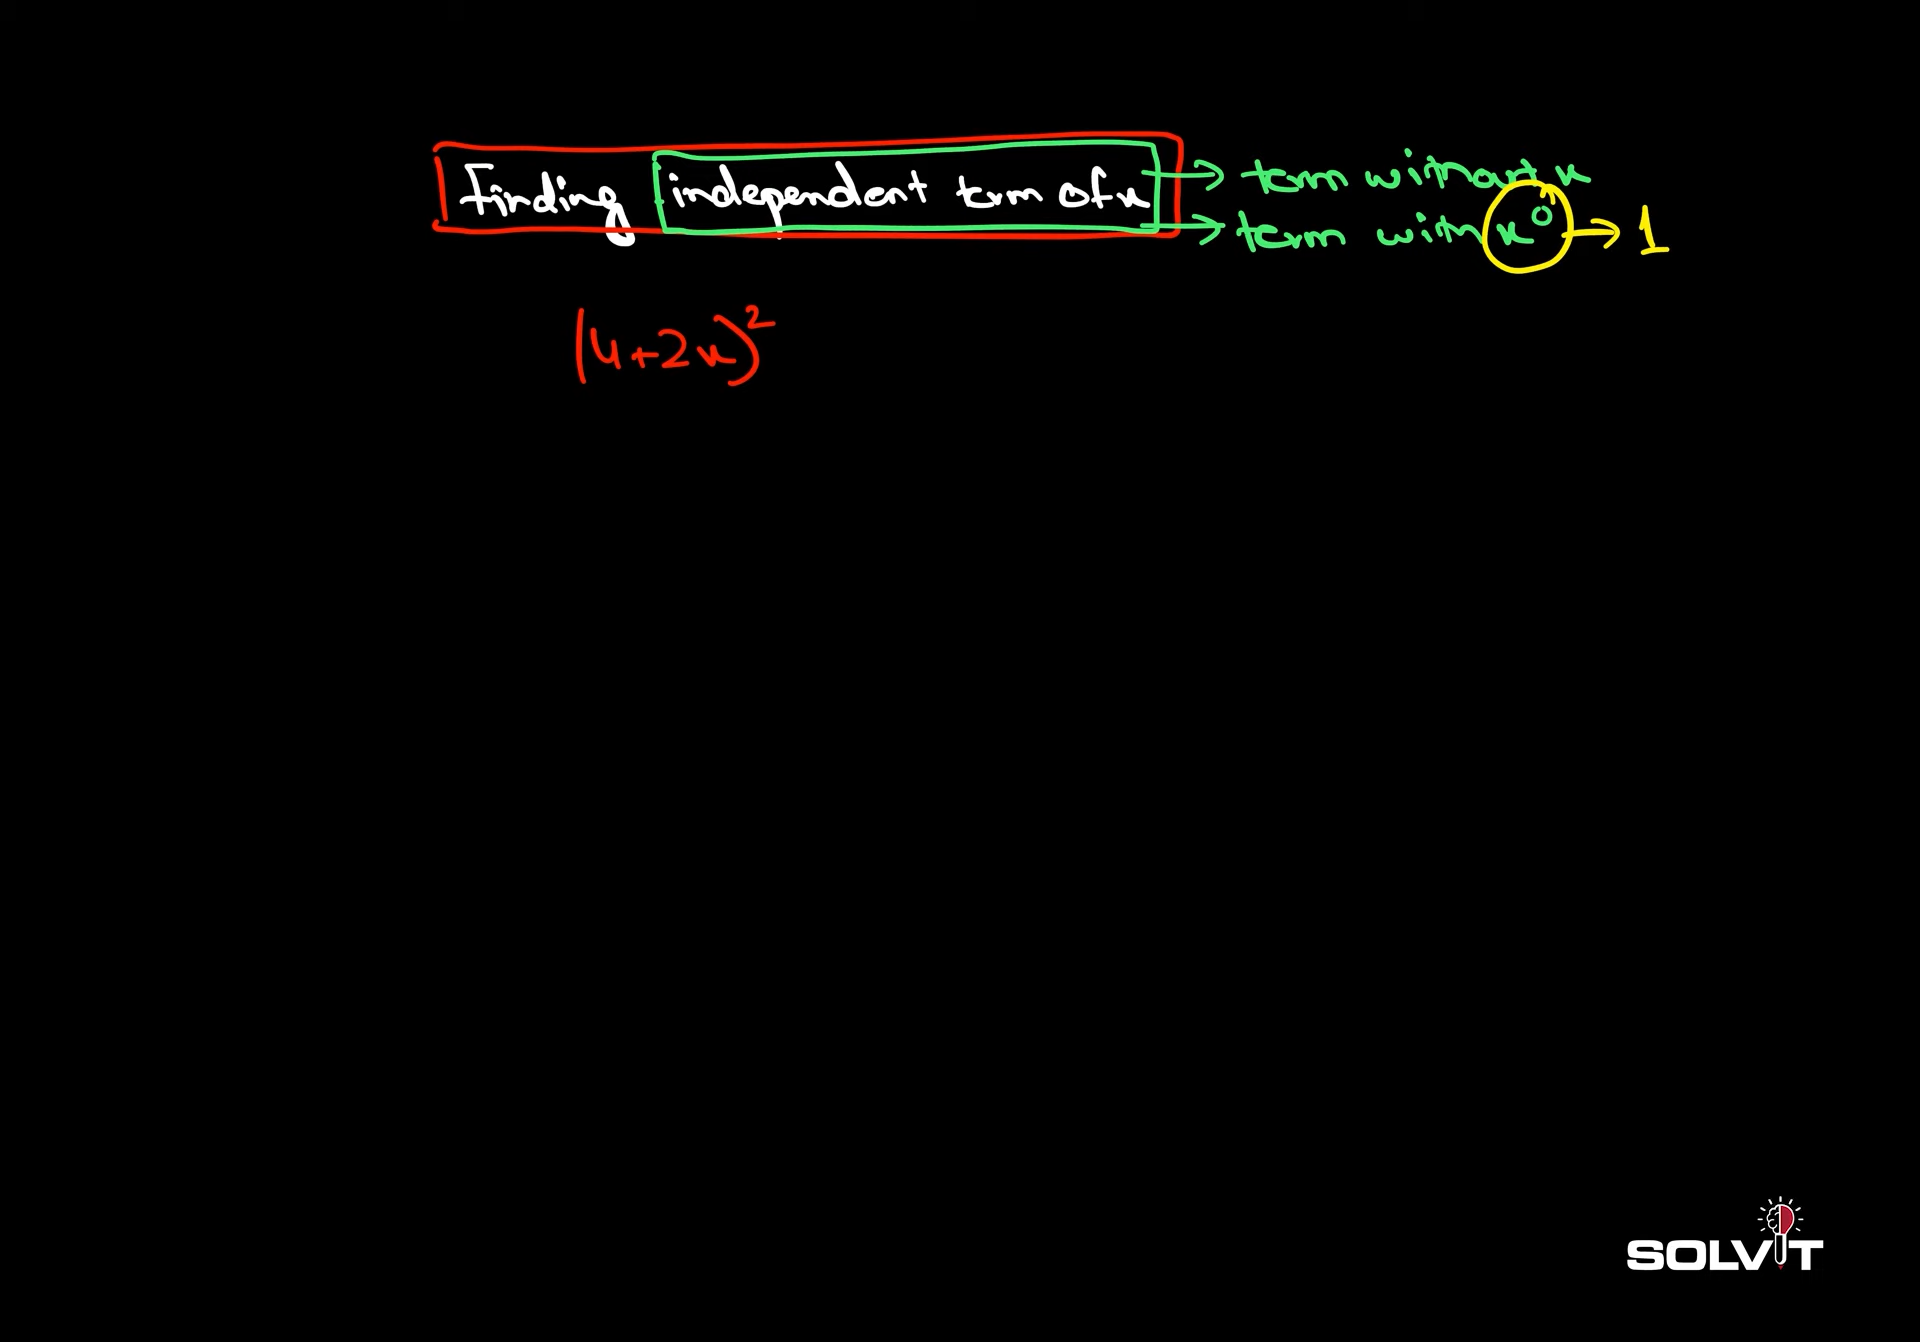 Finding independent term of x → term without x
→ term with x⁰ → 1
(4+2x)²
SOLVIT